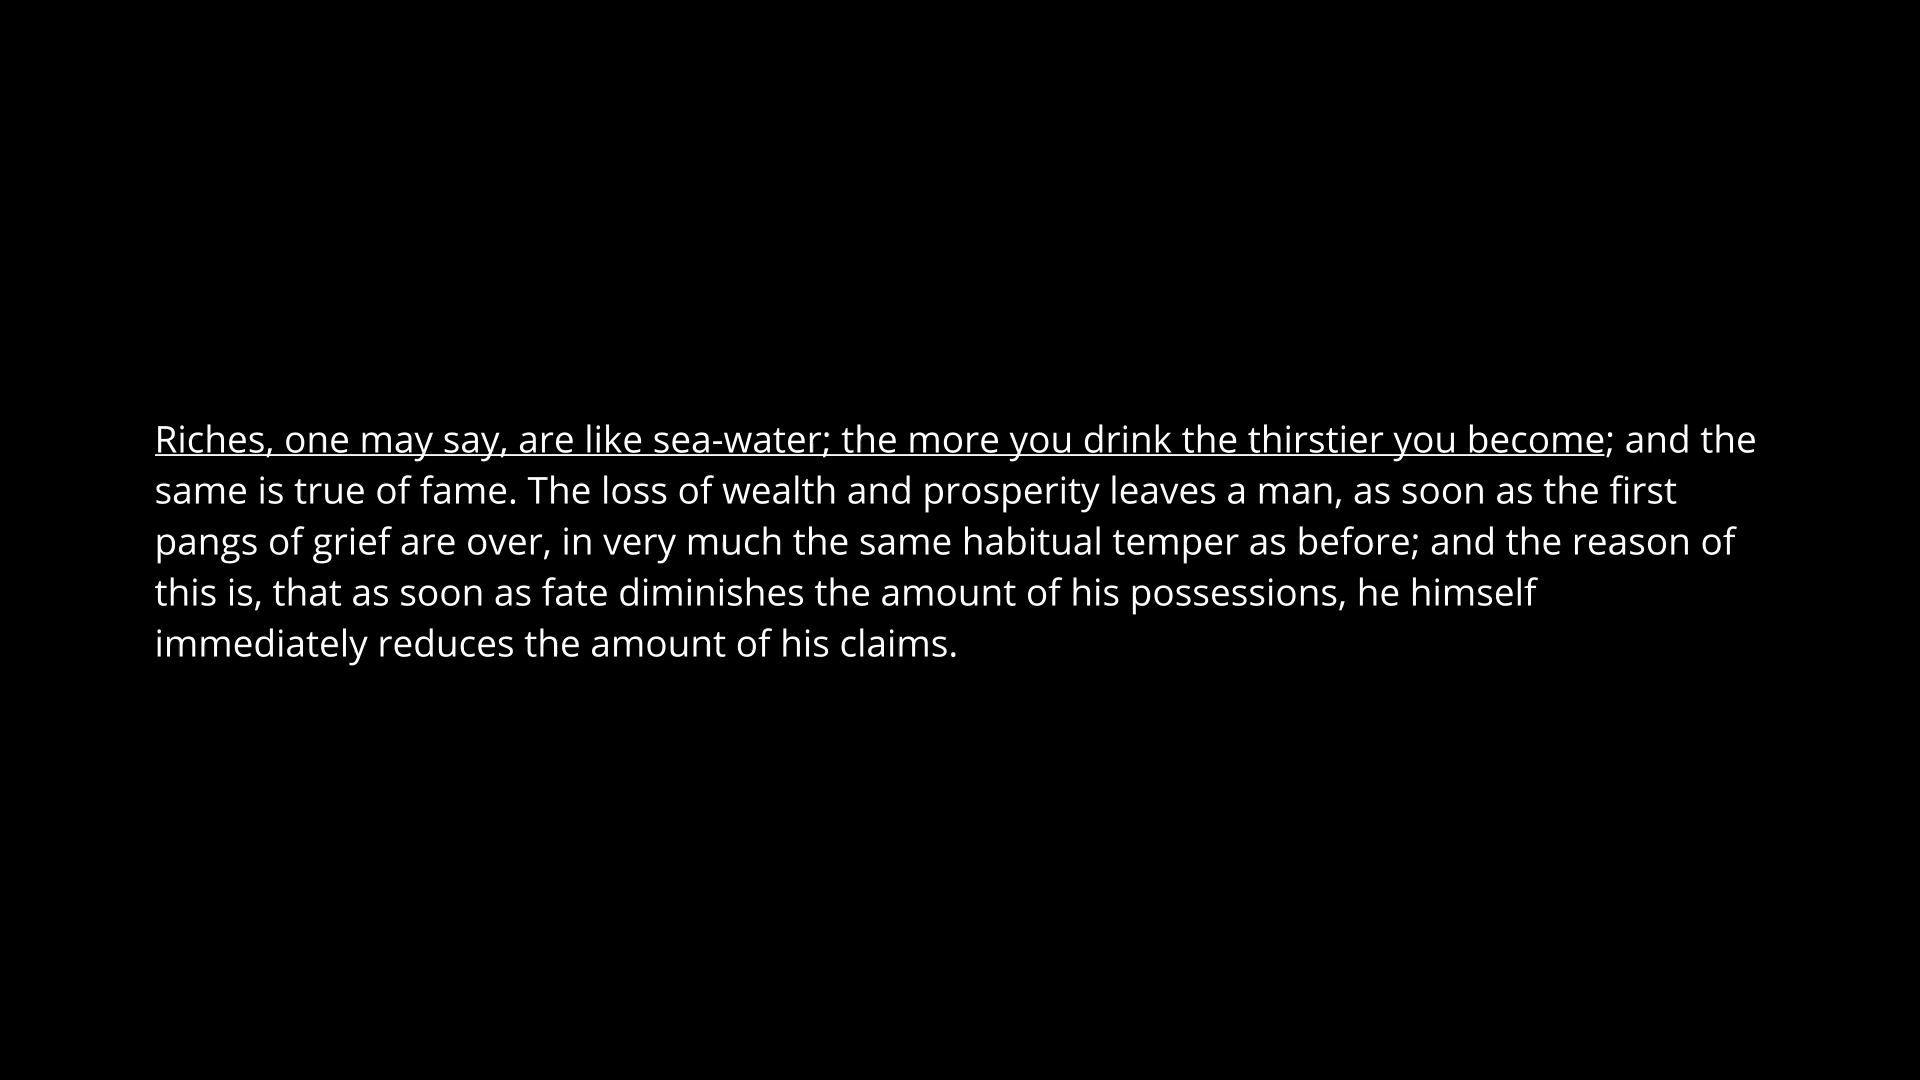 Riches, one may say, are like sea-water; the more you drink the thirstier you become; and the
same is true of fame. The loss of wealth and prosperity leaves a man, as soon as the first
pangs of grief are over, in very much the same habitual temper as before; and the reason of
this is, that as soon as fate diminishes the amount of his possessions, he himself
immediately reduces the amount of his claims.